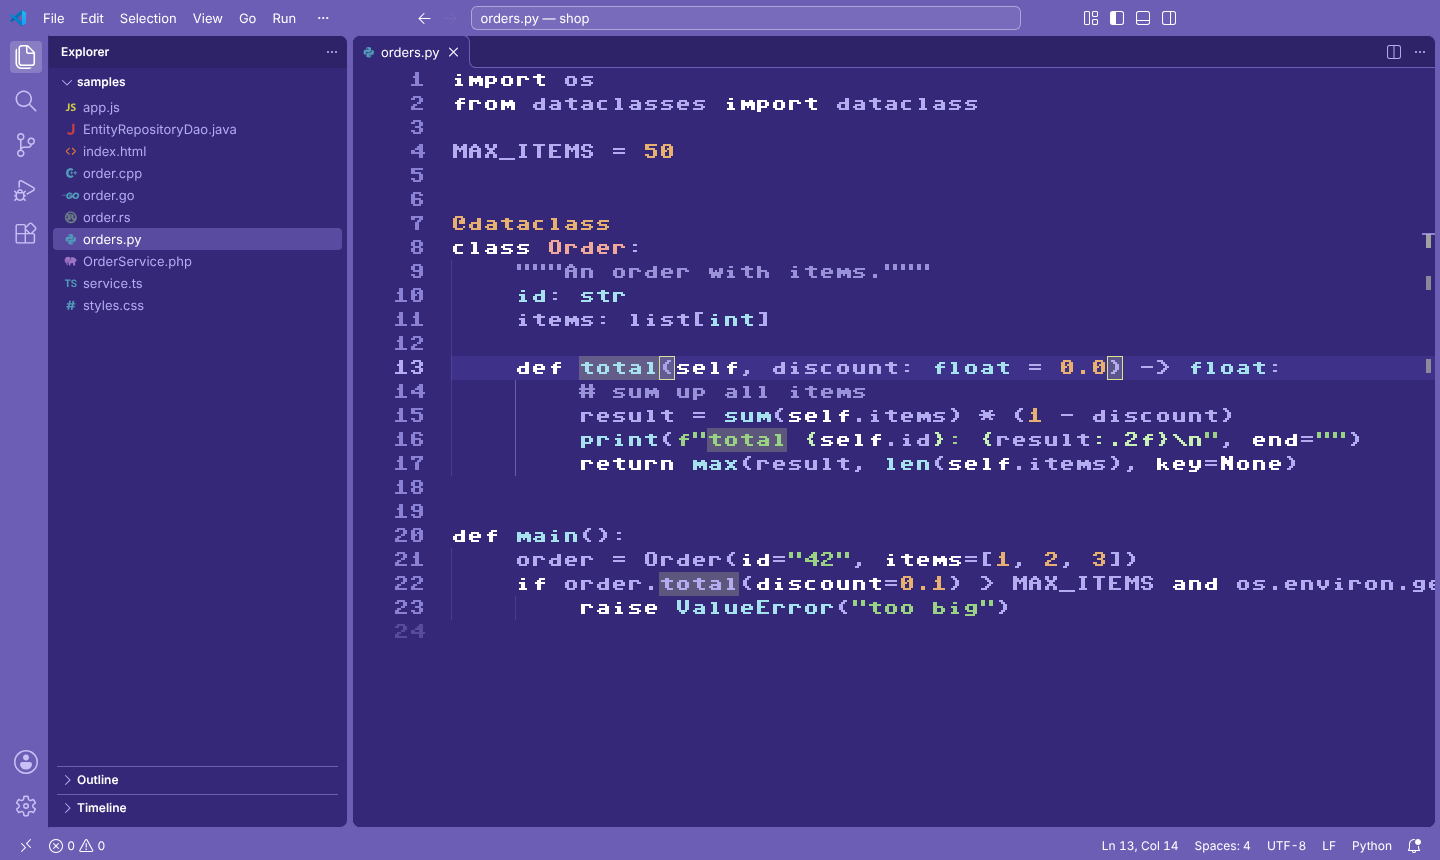 File Edit Selection View Go Run ···
orders.py — shop
Explorer
samples
JS app.js
J EntityRepositoryDao.java
index.html
order.cpp
GO order.go
order.rs
orders.py
OrderService.php
TS service.ts
# styles.css
Outline
Timeline
orders.py
1 import os
2 from dataclasses import dataclass
3
4 MAX_ITEMS = 50
5
6
7 @dataclass
8 class Order:
9     """An order with items."""
10     id: str
11     items: list[int]
12
13     def total(self, discount: float = 0.0) -> float:
14         # sum up all items
15         result = sum(self.items) * (1 - discount)
16         print(f"total {self.id}: {result:.2f}\n", end="")
17         return max(result, len(self.items), key=None)
18
19
20 def main():
21     order = Order(id="42", items=[1, 2, 3])
22     if order.total(discount=0.1) > MAX_ITEMS and os.environ.ge
23         raise ValueError("too big")
24
0 0
Ln 13, Col 14 Spaces: 4 UTF-8 LF Python